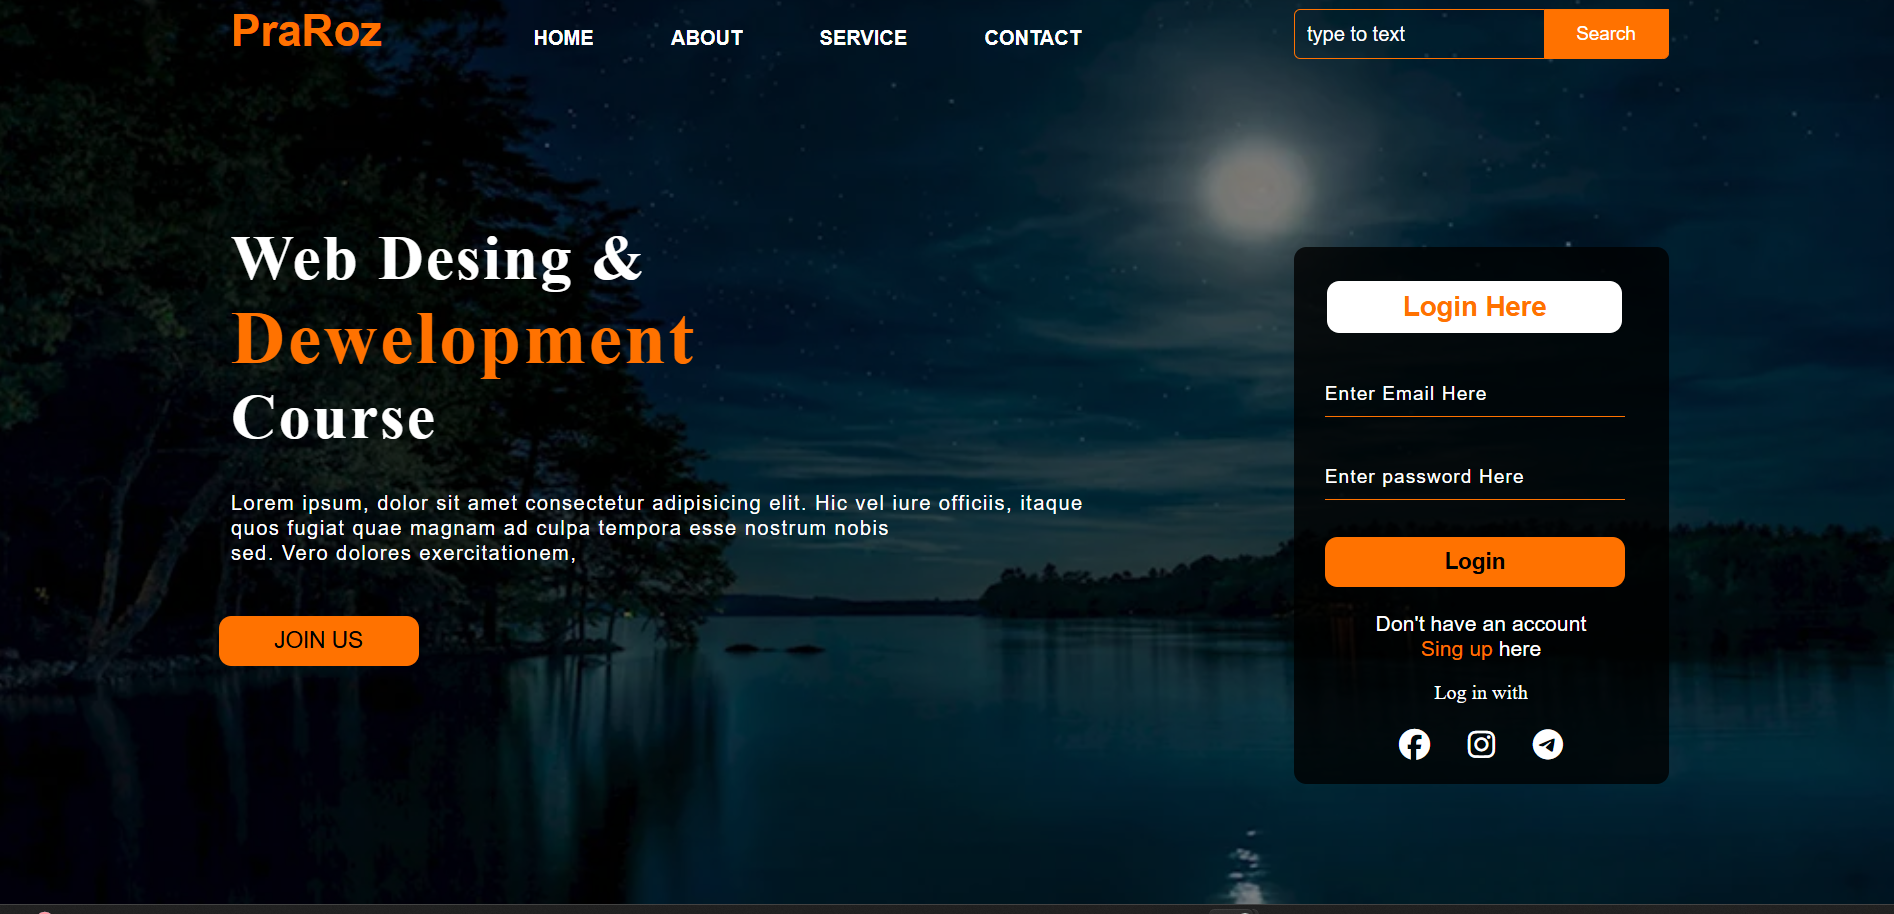 PraRoz
HOME ABOUT SERVICE CONTACT
type to text Search
Web Desing &
Dewelopment
Course
Lorem ipsum, dolor sit amet consectetur adipisicing elit. Hic vel iure officiis, itaque
quos fugiat quae magnam ad culpa tempora esse nostrum nobis
sed. Vero dolores exercitationem,
JOIN US
Login Here
Enter Email Here
Enter password Here
Login
Don't have an account
Sing up here
Log in with